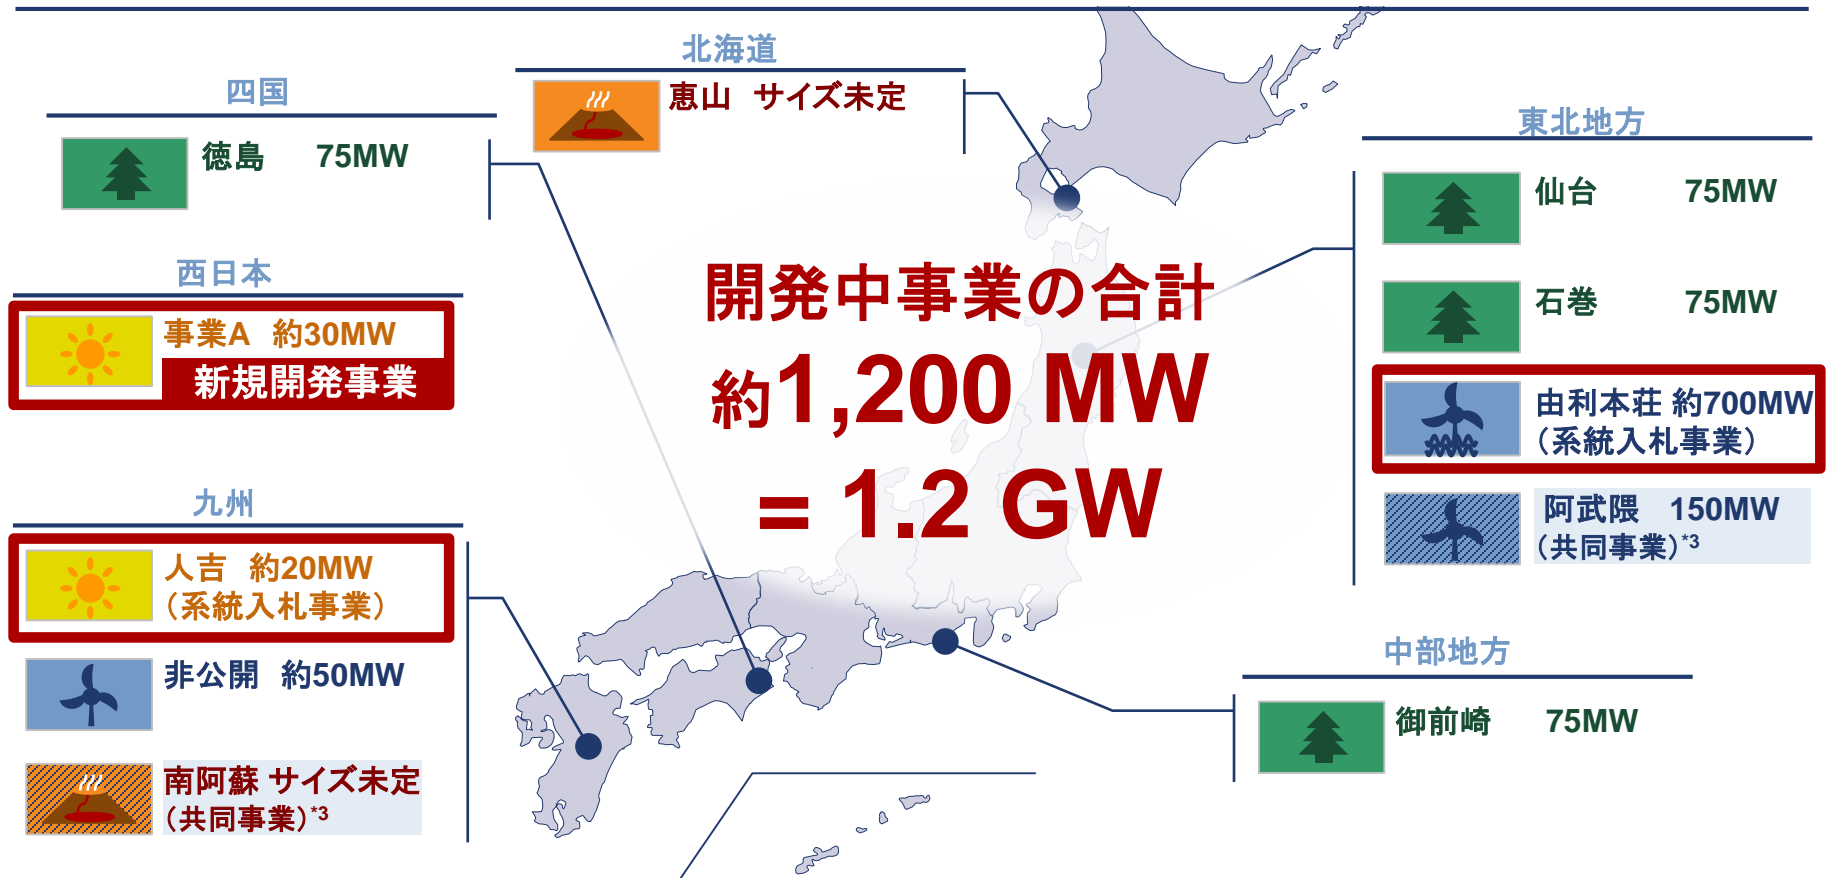 北海道
恵山 サイズ未定
四国
徳島 75MW
西日本
事業A 約30MW
新規開発事業
九州
人吉 約20MW
(系統入札事業)
非公開 約50MW
南阿蘇 サイズ未定
(共同事業)*3
開発中事業の合計
約1,200 MW
= 1.2 GW
東北地方
仙台 75MW
石巻 75MW
由利本荘 約700MW
(系統入札事業)
阿武隈 150MW
(共同事業)*3
中部地方
御前崎 75MW